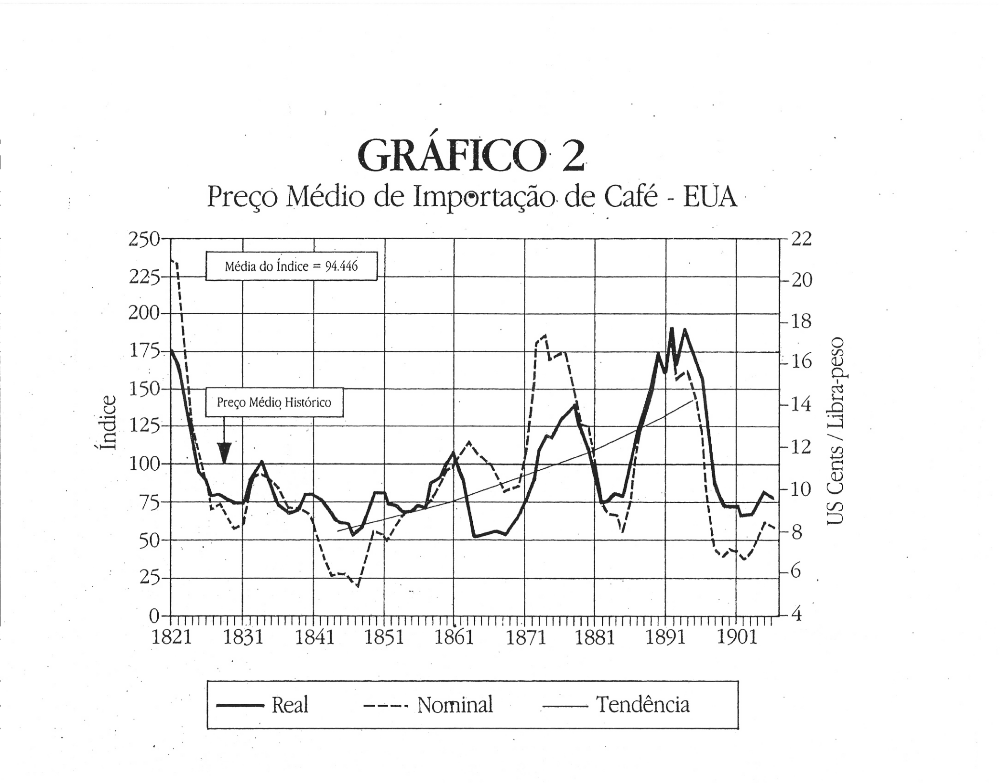 GRÁFICO 2
Preço Médio de Importação de Café - EUA
250
225
200
175
150
125
100
75
50
25
0
Índice
Média do Índice = 94.446
Preço Médio Histórico
22
20
18
16
14
12
10
8
6
4
US Cents / Libra-peso
1821 1831 1841 1851 1861 1871 1881 1891 1901
Real Nominal Tendência